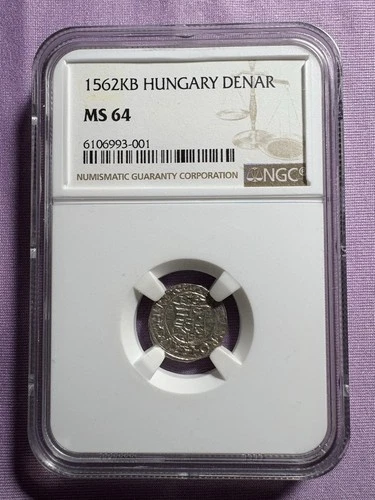 1562KB HUNGARY DENAR
MS 64
6106993-001
NUMISMATIC GUARANTY CORPORATION NGC®